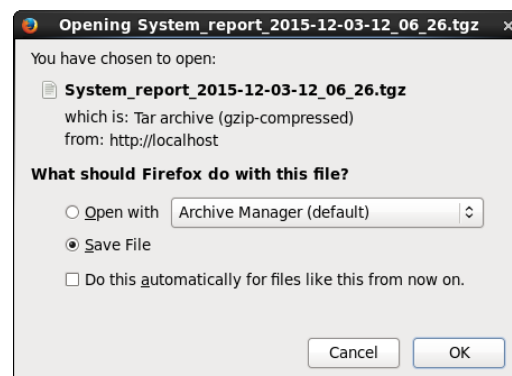 Opening System_report_2015-12-03-12_06_26.tgz ×
You have chosen to open:
System_report_2015-12-03-12_06_26.tgz
which is: Tar archive (gzip-compressed)
from: http://localhost
What should Firefox do with this file?
Open with Archive Manager (default)
Save File
Do this automatically for files like this from now on.
Cancel OK